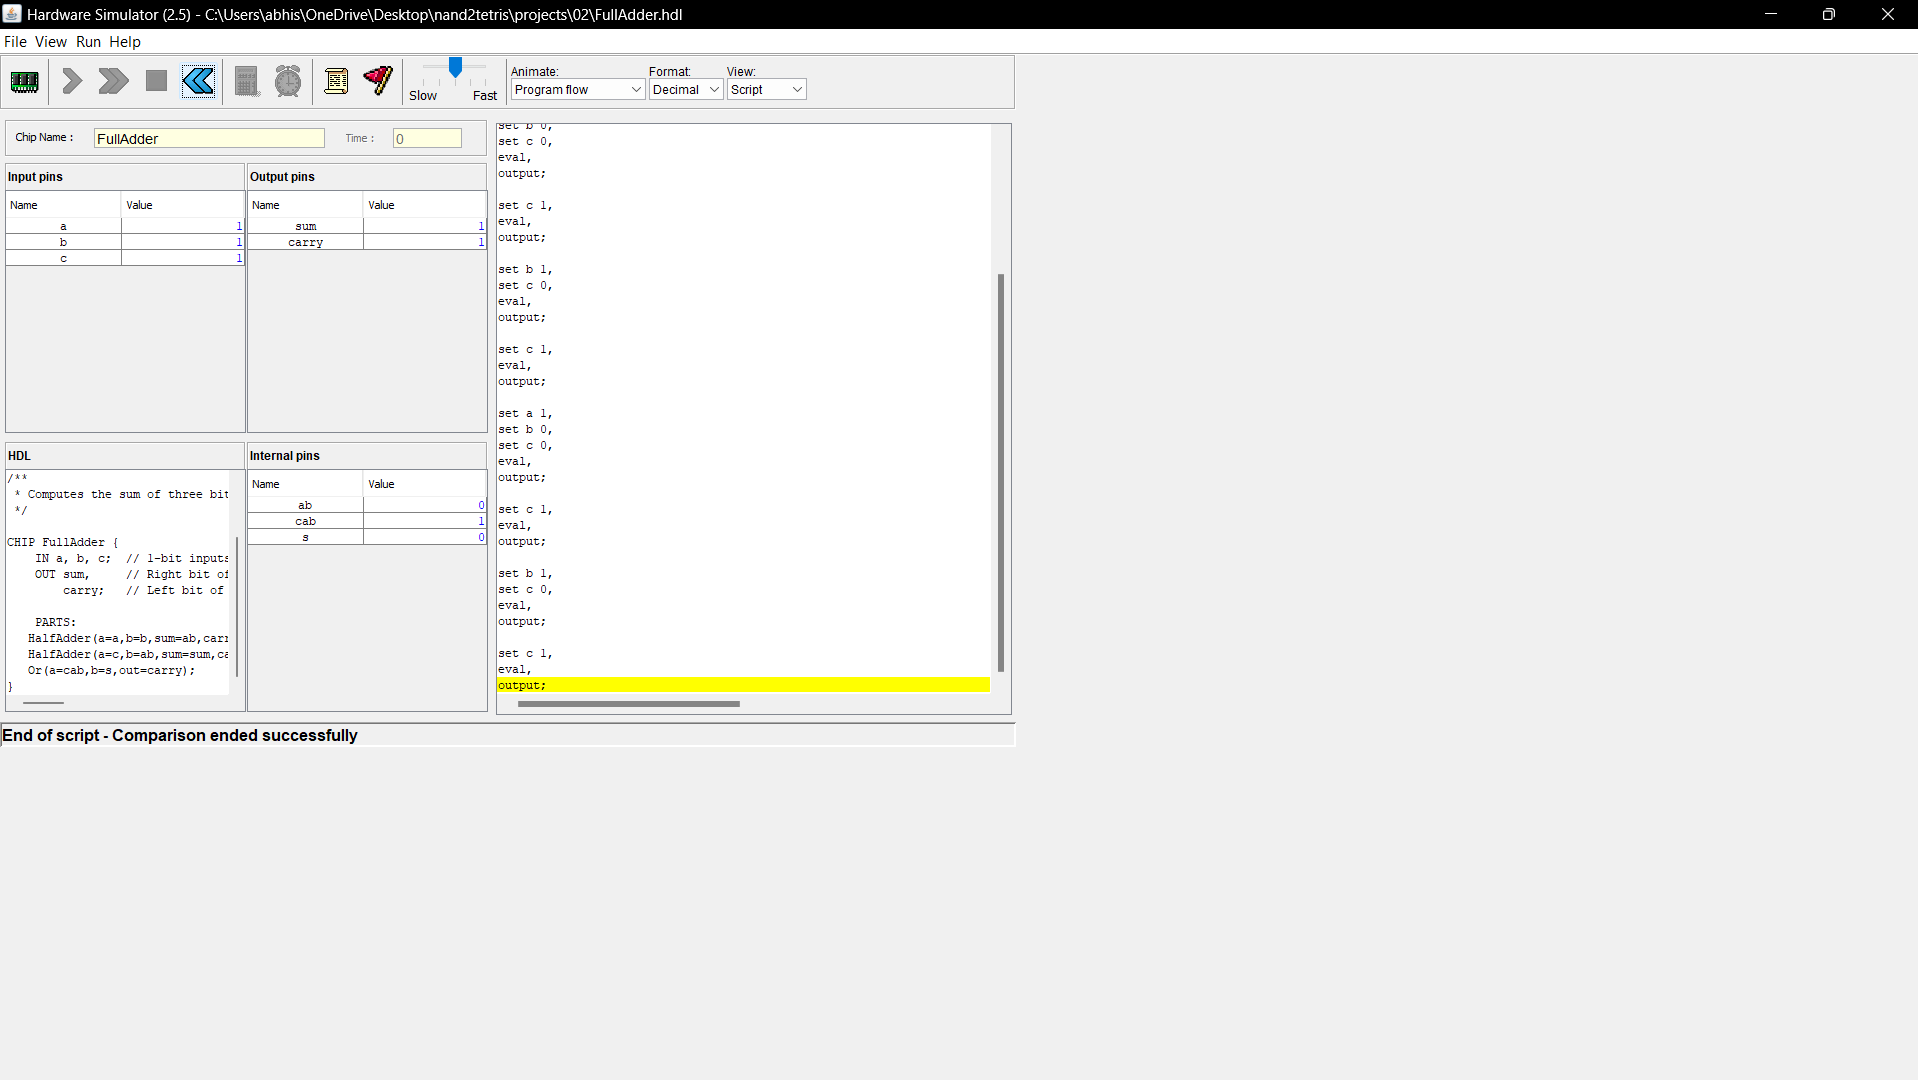 Hardware Simulator (2.5) - C:\Users\abhis\OneDrive\Desktop\nand2tetris\projects\02\FullAdder.hdl
File View Run Help
Slow Fast
Animate: Format: View:
Program flow Decimal Script
Chip Name : FullAdder Time : 0
Input pins
Name Value
a 1
b 1
c 1
Output pins
Name Value
sum 1
carry 1
HDL
/**
* Computes the sum of three bit
*/
CHIP FullAdder {
IN a, b, c; // 1-bit inputs
OUT sum, // Right bit of
carry; // Left bit of
PARTS:
HalfAdder(a=a,b=b,sum=ab,carr
HalfAdder(a=c,b=ab,sum=sum,ca
Or(a=cab,b=s,out=carry);
}
Internal pins
Name Value
ab 0
cab 1
s 0
set b 0,
set c 0,
eval,
output;
set c 1,
eval,
output;
set b 1,
set c 0,
eval,
output;
set c 1,
eval,
output;
set a 1,
set b 0,
set c 0,
eval,
output;
set c 1,
eval,
output;
set b 1,
set c 0,
eval,
output;
set c 1,
eval,
output;
End of script - Comparison ended successfully